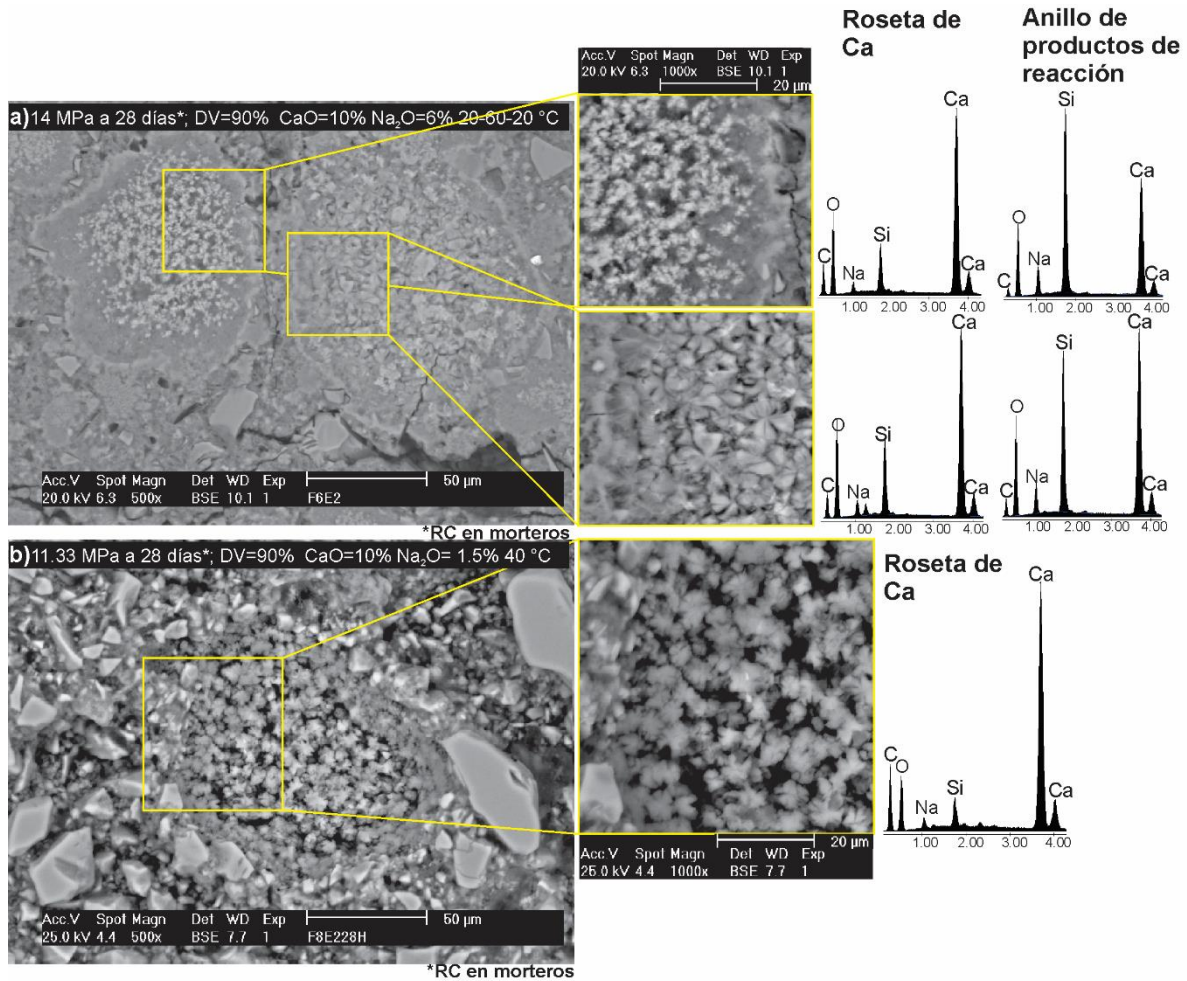 Roseta de
Ca
Anillo de
productos de
reacción
Acc.V Spot Magn Det WD Exp
20.0 kV 6.3 1000x BSE 10.1 1
20 µm
a)14 MPa a 28 días*; DV=90% CaO=10% Na₂O=6% 20-60-20 °C
Ca
O
Si
C
Na
Ca
1.00 2.00 3.00 4.00
Si
Ca
O
Na
C
Ca
1.00 2.00 3.00 4.00
Ca
O
Si
C
Na
Ca
1.00 2.00 3.00 4.00
Ca
Si
O
Na
C
Ca
1.00 2.00 3.00 4.00
Acc.V Spot Magn Det WD Exp
20.0 kV 6.3 500x BSE 10.1 1 F6E2
50 µm
*RC en morteros
b)11.33 MPa a 28 días*; DV=90% CaO=10% Na₂O= 1.5% 40 °C
Roseta de
Ca
Ca
C
O
Si
Na
Ca
1.00 2.00 3.00 4.00
20 µm
Acc.V Spot Magn Det WD Exp
25.0 kV 4.4 1000x BSE 7.7 1
Acc.V Spot Magn Det WD Exp
25.0 kV 4.4 500x BSE 7.7 1 F8E228H
50 µm
*RC en morteros